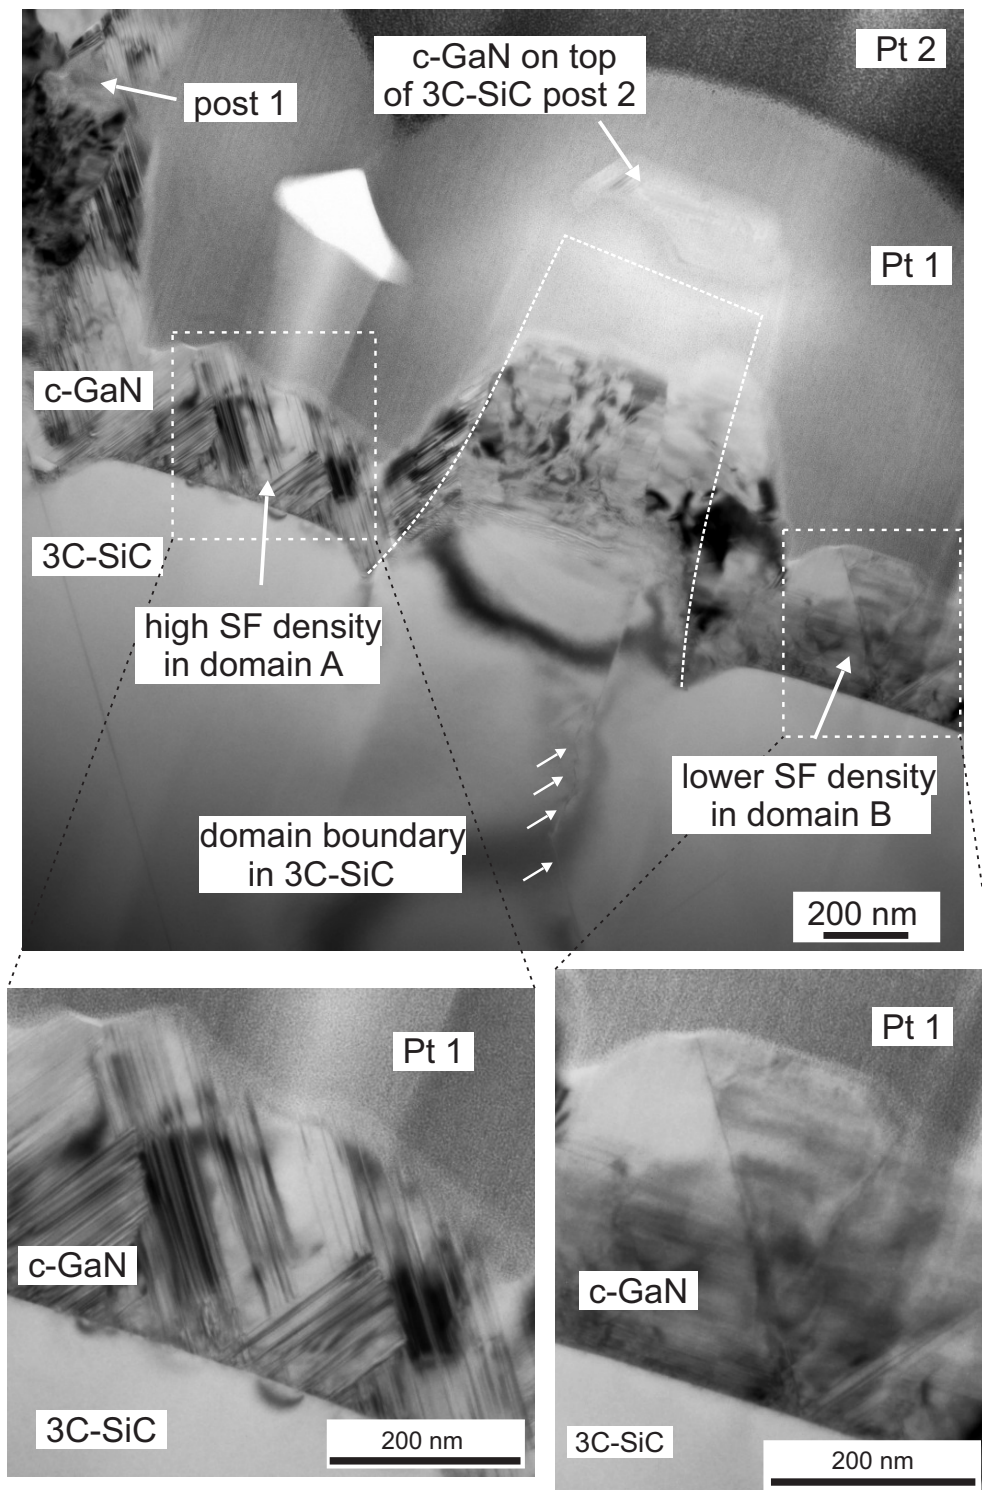 Pt 2
c-GaN on top
of 3C-SiC post 2
post 1
Pt 1
c-GaN
3C-SiC
high SF density
in domain A
lower SF density
in domain B
domain boundary
in 3C-SiC
200 nm
Pt 1
c-GaN
3C-SiC
200 nm
Pt 1
c-GaN
3C-SiC
200 nm